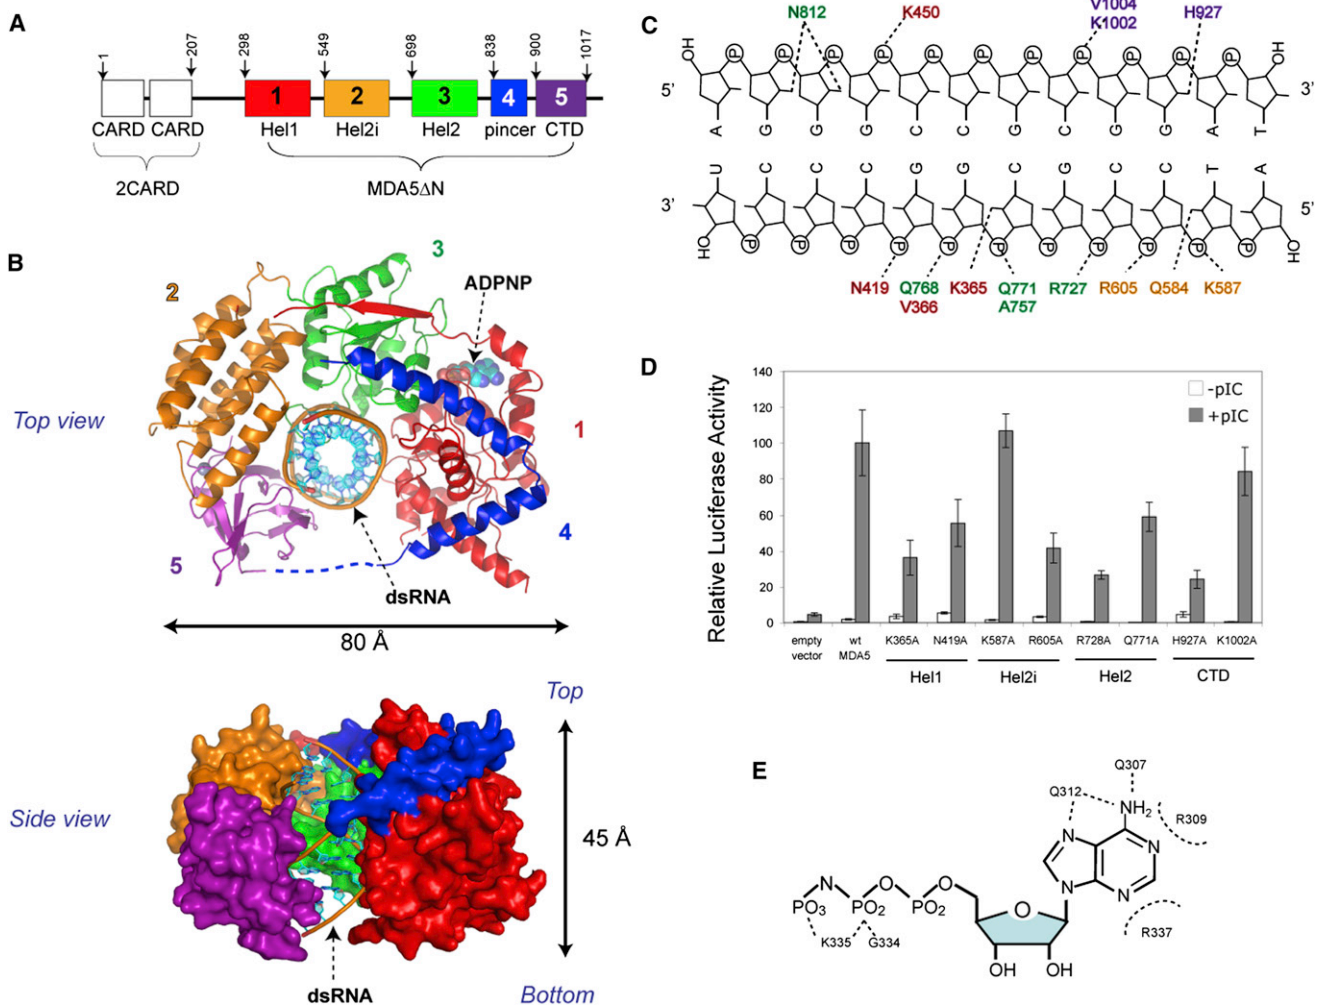 A
1
207
298
549
698
838
900
1017
1 2 3 4 5
CARD CARD Hel1 Hel2i Hel2 pincer CTD
2CARD MDA5ΔN
B
3
2
ADPNP
Top view
1
4
5
dsRNA
80 Å
Top
Side view
45 Å
dsRNA
Bottom
C
N812 K450 V1004 H927
K1002
OH P P P P P P P P P P P OH
5' 3'
A G G G C C G G G A T
U C C C G G C G C C T A
3' 5'
HO P P P P P P P P P P HO
N419 Q768 K365 Q771 R727 R605 Q584 K587
V366 A757
D
Relative Luciferase Activity
140
120
100
80
60
40
20
0
-pIC
+pIC
empty vector
wt MDA5
K365A N419A K587A R605A R728A Q771A H927A K1002A
Hel1 Hel2i Hel2 CTD
E
Q307
Q312
NH2
R309
N N
N N
N O O
PO3 PO2 PO2
O
R337
K335 G334
OH OH